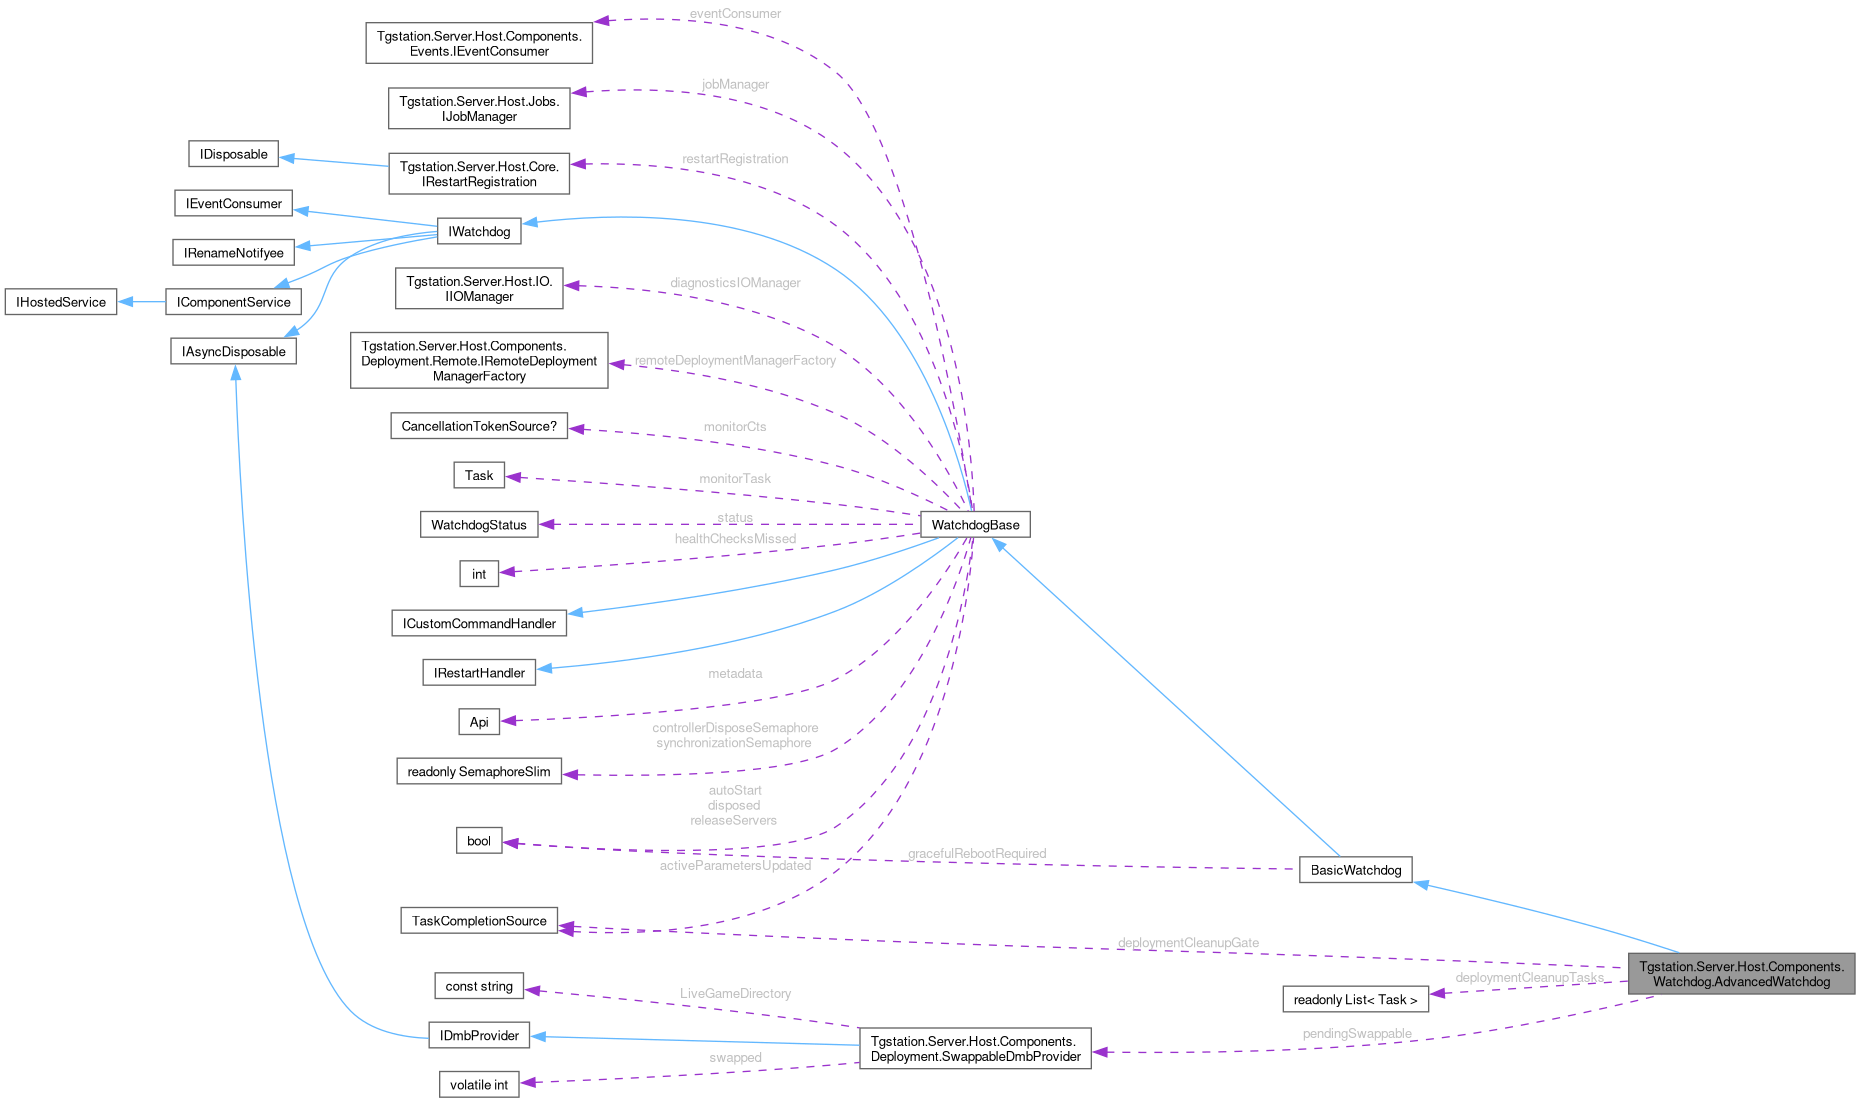 eventConsumer
Tgstation.Server.Host.Components.
Events.IEventConsumer
jobManager
Tgstation.Server.Host.Jobs.
IJobManager
IDisposable
Tgstation.Server.Host.Core.
IRestartRegistration
restartRegistration
IEventConsumer
IWatchdog
IRenameNotifyee
Tgstation.Server.Host.IO.
IIOManager
diagnosticsIOManager
IHostedService
IComponentService
IAsyncDisposable
Tgstation.Server.Host.Components.
Deployment.Remote.IRemoteDeployment
ManagerFactory
remoteDeploymentManagerFactory
CancellationTokenSource?
monitorCts
Task
monitorTask
WatchdogStatus
status
WatchdogBase
healthChecksMissed
int
ICustomCommandHandler
IRestartHandler
metadata
Api
controllerDisposeSemaphore
synchronizationSemaphore
readonly SemaphoreSlim
autoStart
disposed
releaseServers
bool
gracefulRebootRequired
activeParametersUpdated
BasicWatchdog
TaskCompletionSource
deploymentCleanupGate
Tgstation.Server.Host.Components.
Watchdog.AdvancedWatchdog
deploymentCleanupTasks
readonly List< Task >
const string
LiveGameDirectory
pendingSwappable
IDmbProvider
Tgstation.Server.Host.Components.
Deployment.SwappableDmbProvider
swapped
volatile int